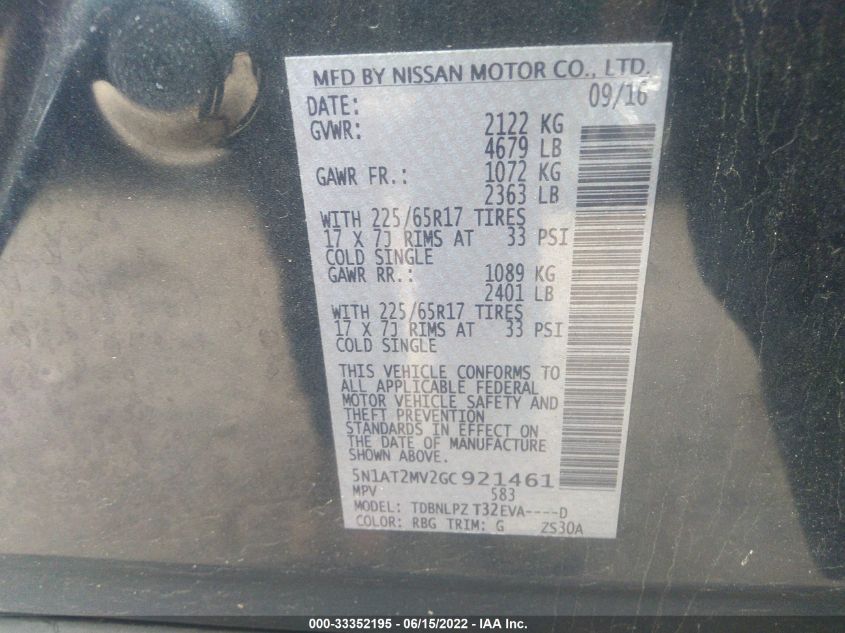 MFD BY NISSAN MOTOR CO., LTD.
DATE: 09/16
GVWR: 2122 KG
4679 LB
GAWR FR.: 1072 KG
2363 LB
WITH 225/65R17 TIRES
17 X 7J RIMS AT 33 PSI
COLD SINGLE
GAWR RR.: 1089 KG
2401 LB
WITH 225/65R17 TIRES
17 X 7J RIMS AT 33 PSI
COLD SINGLE
THIS VEHICLE CONFORMS TO
ALL APPLICABLE FEDERAL
MOTOR VEHICLE SAFETY AND
THEFT PREVENTION
STANDARDS IN EFFECT ON
THE DATE OF MANUFACTURE
SHOWN ABOVE.
5N1AT2MV2GC921461
MPV 583
MODEL: TDBNLPZ T32EVA----D
COLOR: RBG TRIM: G ZS30A
000-33352195 - 06/15/2022 - IAA Inc.